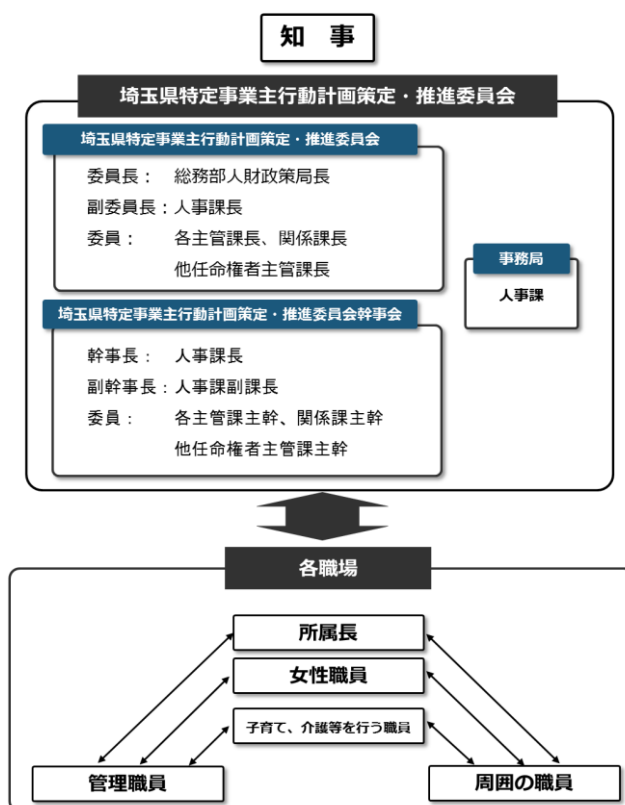 知　事
埼玉県特定事業主行動計画策定・推進委員会
埼玉県特定事業主行動計画策定・推進委員会
委員長：　総務部人財政策局長
副委員長：人事課長
委員：　各主管課長、関係課長
他任命権者主管課長
事務局
人事課
埼玉県特定事業主行動計画策定・推進委員会幹事会
幹事長：　人事課長
副幹事長：人事課副課長
委員：　各主管課主幹、関係課主幹
他任命権者主管課主幹
各職場
所属長
女性職員
子育て、介護等を行う職員
管理職員
周囲の職員